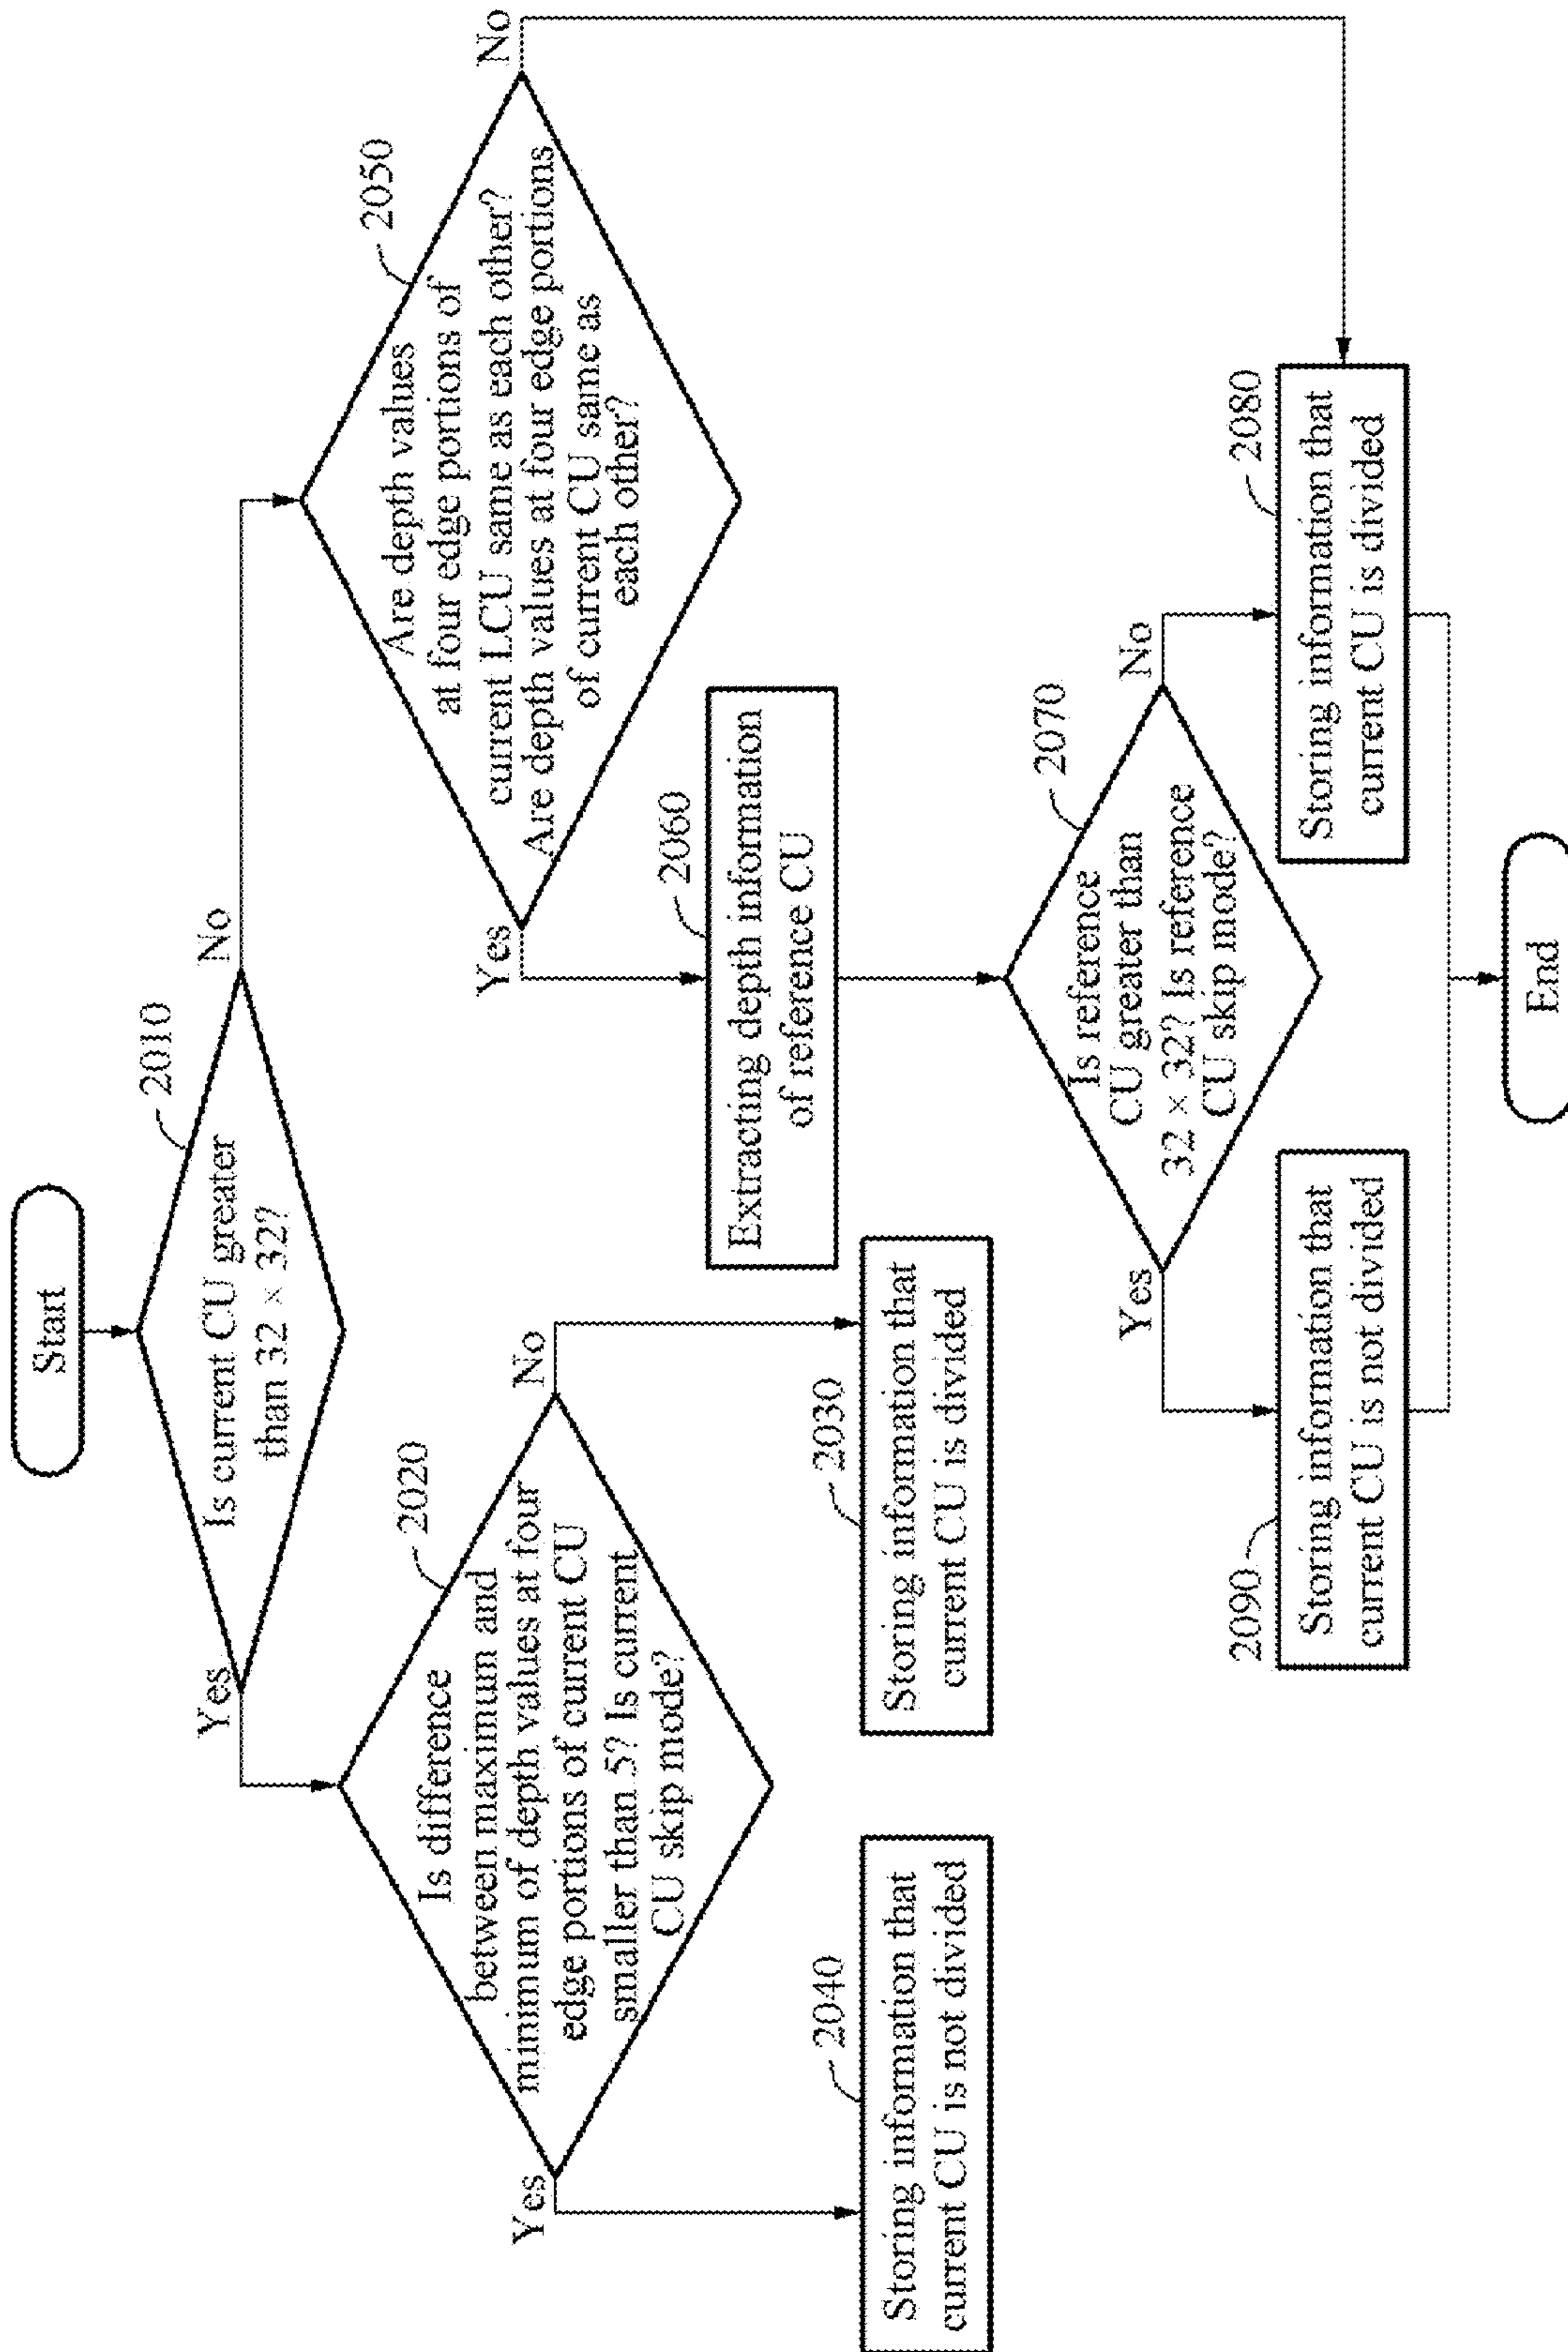 Start
2010
Is current CU greater
than 32 × 32?
Yes
No
2020
Is difference
between maximum and
minimum of depth values at four
edge portions of current CU
smaller than 5? Is current
CU skip mode?
Yes
No
2040
Storing information that
current CU is not divided
2030
Storing information that
current CU is divided
2050
Are depth values
at four edge portions of
current LCU same as each other?
Are depth values at four edge portions
of current CU same as
each other?
Yes
No
2060
Extracting depth information
of reference CU
2070
Is reference
CU greater than
32 × 32? Is reference
CU skip mode?
Yes
No
2090
Storing information that
current CU is not divided
2080
Storing information that
current CU is divided
End